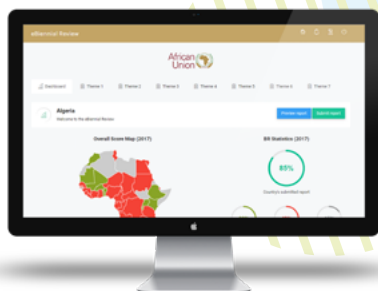 eBiennial Review
African
Union
Dashboard
Theme 1
Theme 2
Theme 3
Theme 4
Theme 5
Theme 6
Theme 7
Algeria
Welcome to the eBiennial Review
Preview report
Submit report
Overall Score Map (2017)
BR Statistics (2017)
85%
Country submitted report